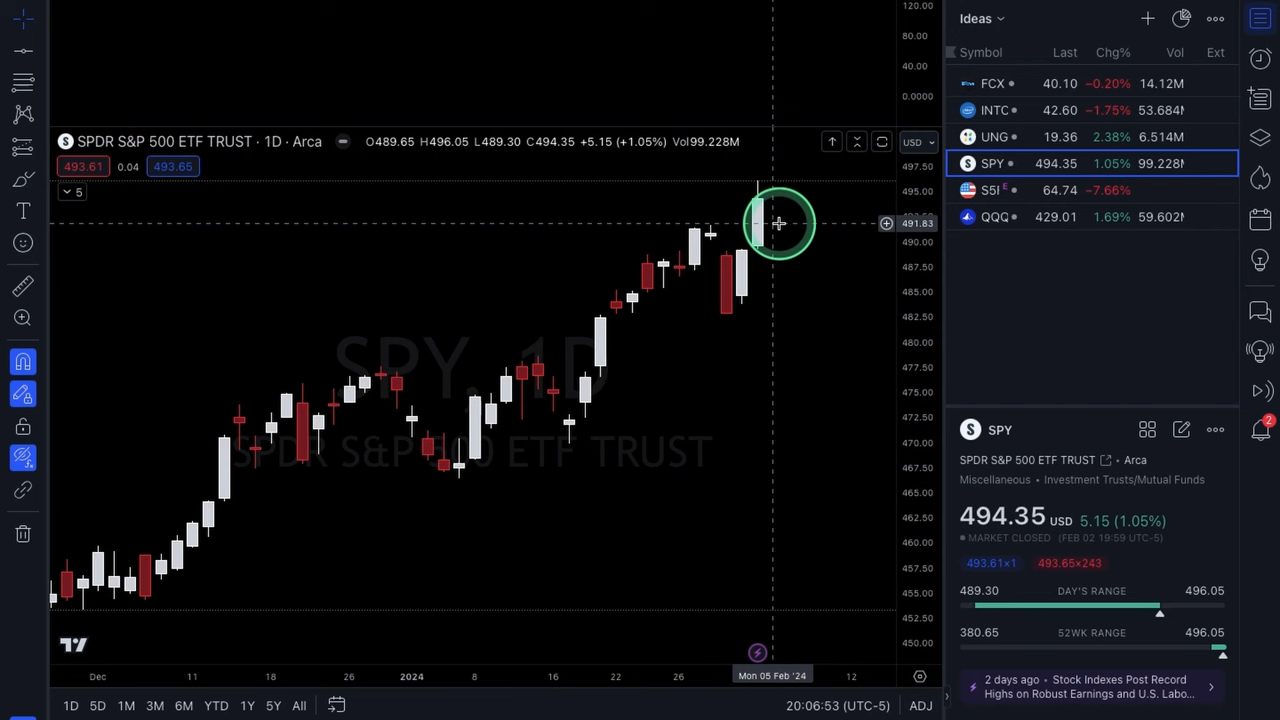 120.00
80.00
40.00
0.0000
SPDR S&P 500 ETF TRUST · 1D · Arca
O489.65 H496.05 L489.30 C494.35 +5.15 (+1.05%) Vol99.228M
USD
493.61 0.04 493.65
5
497.50
495.00
491.83
490.00
487.50
485.00
482.50
480.00
477.50
475.00
472.50
470.00
467.50
465.00
462.50
460.00
457.50
455.00
452.50
450.00
SPY, 1D
SPDR S&P 500 ETF TRUST
Dec 11 18 26 2024 8 16 22 26 Mon 05 Feb '24 12
1D 5D 1M 3M 6M YTD 1Y 5Y All
20:06:53 (UTC-5) ADJ
Ideas
Symbol Last Chg% Vol Ext
FCX 40.10 −0.20% 14.12M
INTC 42.60 −1.75% 53.684M
UNG 19.36 2.38% 6.514M
SPY 494.35 1.05% 99.228M
S5I E 64.74 −7.66%
QQQ 429.01 1.69% 59.602M
2
SPY
SPDR S&P 500 ETF TRUST • Arca
Miscellaneous • Investment Trusts/Mutual Funds
494.35 USD 5.15 (1.05%)
MARKET CLOSED (FEB 02 19:59 UTC-5)
493.61×1 493.65×243
489.30 DAY'S RANGE 496.05
380.65 52WK RANGE 496.05
2 days ago • Stock Indexes Post Record
Highs on Robust Earnings and U.S. Labo...